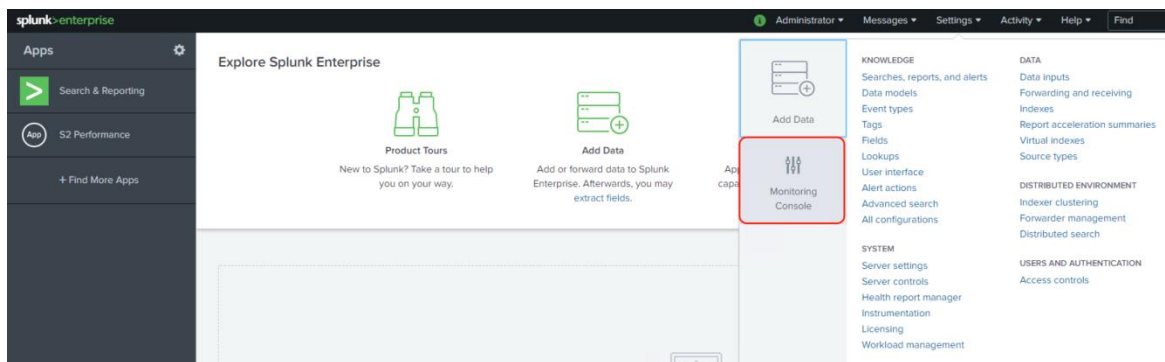 splunk>enterprise
Administrator
Messages
Settings
Activity
Help
Find
Apps
Search & Reporting
App
S2 Performance
+ Find More Apps
Explore Splunk Enterprise
Product Tours
New to Splunk? Take a tour to help
you on your way.
Add Data
Add or forward data to Splunk
Enterprise. Afterwards, you may
extract fields.
Add Data
Monitoring
Console
KNOWLEDGE
Searches, reports, and alerts
Data models
Event types
Tags
Fields
Lookups
User interface
Alert actions
Advanced search
All configurations
SYSTEM
Server settings
Server controls
Health report manager
Instrumentation
Licensing
Workload management
DATA
Data inputs
Forwarding and receiving
Indexes
Report acceleration summaries
Virtual indexes
Source types
DISTRIBUTED ENVIRONMENT
Indexer clustering
Forwarder management
Distributed search
USERS AND AUTHENTICATION
Access controls